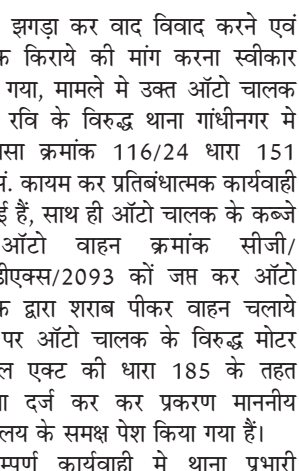 झगड़ा कर वाद विवाद करने एवं
किराये की मांग करना स्वीकार
गया, मामले मे उक्त ऑटो चालक
रवि के विरुद्ध थाना गांधीनगर मे
क्रमांक 116/24 धारा 151
कायम कर प्रतिबंधात्मक कार्यवाही
हैं, साथ ही ऑटो चालक के कब्जे
ऑटो वाहन क्रमांक सीजी/
डीएक्स/2093 कों जप्त कर ऑटो
द्वारा शराब पीकर वाहन चलाये
पर ऑटो चालक के विरुद्ध मोटर
एक्ट की धारा 185 के तहत
दर्ज कर कर प्रकरण माननीय
के समक्ष पेश किया गया हैं।
कार्यवाही मे थाना प्रभारी